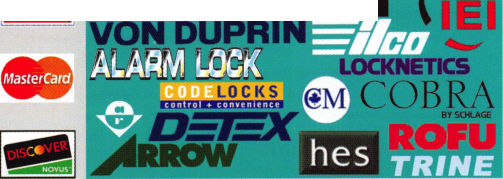 IEI
VON DUPRIN
ilco
ALARM LOCK
LOCKNETICS
MasterCard
CODELOCKS
control + convenience
CM
COBRA
BY SCHLAGE
ar
DETEX
ROFU
DISCOVER
NOVUS
ARROW
hes
TRINE